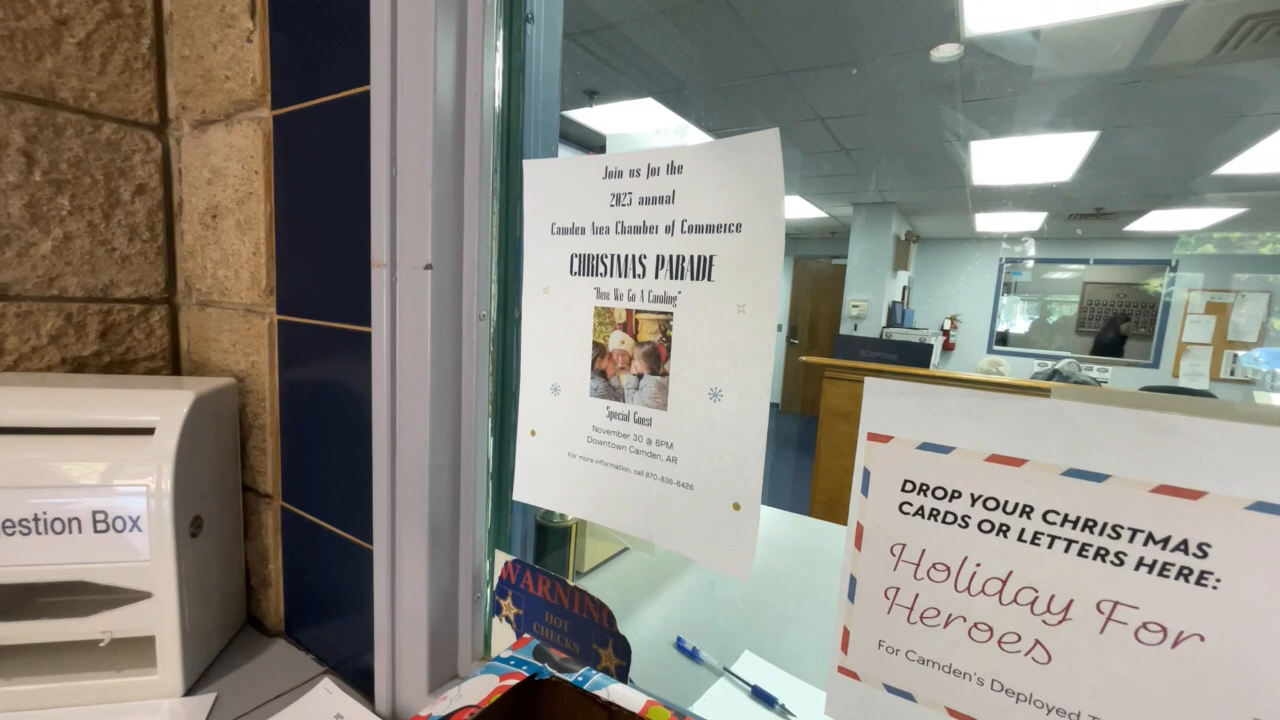 Join us for the
2023 annual
Camden Area Chamber of Commerce
CHRISTMAS PARADE
"Here We Go A Caroling"
Special Guest
November 30 @ 6PM
Downtown Camden, AR
For more information, call 870-836-6426
estion Box
WARNING
HOT
CHECKS
DROP YOUR CHRISTMAS
CARDS OR LETTERS HERE:
Holiday For
Heroes
For Camden's Deployed T